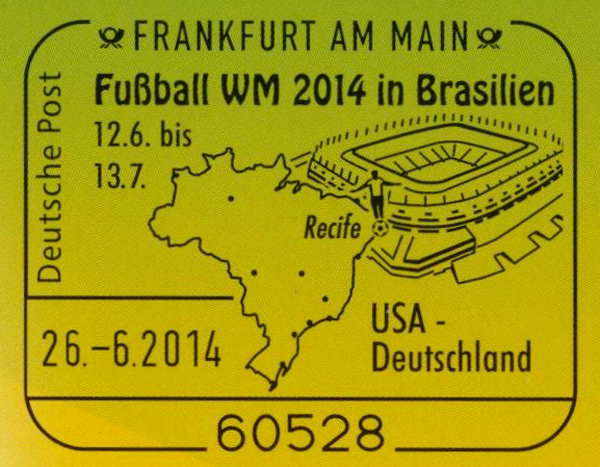 FRANKFURT AM MAIN
Fußball WM 2014 in Brasilien
12.6. bis
13.7.
Deutsche Post
Recife
USA -
Deutschland
26.-6.2014
60528